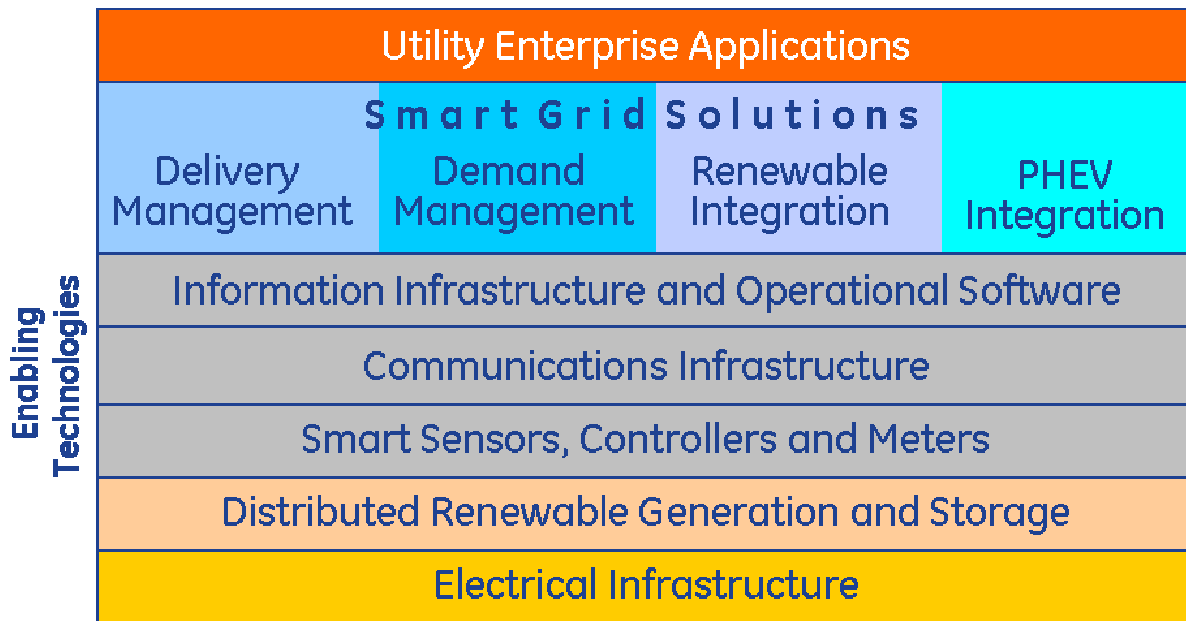 Utility Enterprise Applications
Smart Grid Solutions
Delivery
Management
Demand
Management
Renewable
Integration
PHEV
Integration
Enabling
Technologies
Information Infrastructure and Operational Software
Communications Infrastructure
Smart Sensors, Controllers and Meters
Distributed Renewable Generation and Storage
Electrical Infrastructure